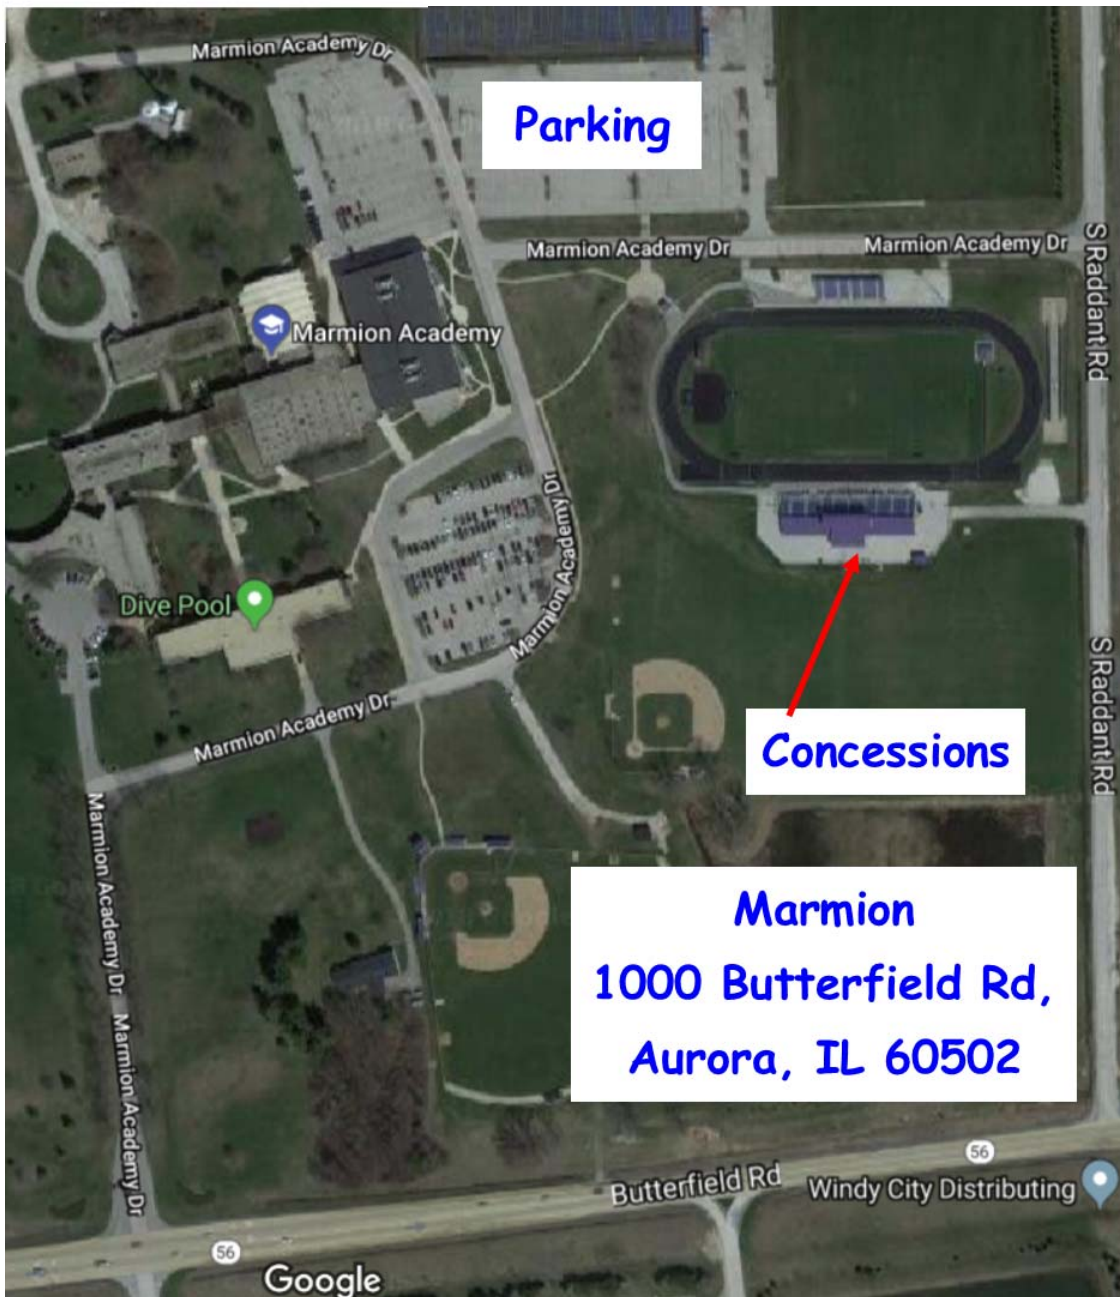 Marmion Academy Dr
Parking
Marmion Academy Dr
Marmion Academy Dr
S Raddant Rd
Marmion Academy
Marmion Academy Dr
Dive Pool
S Raddant Rd
Marmion Academy Dr
Concessions
Marmion Academy Dr
Marmion
1000 Butterfield Rd,
Aurora, IL 60502
Marmion Academy Dr
56
Butterfield Rd
Windy City Distributing
56
Google